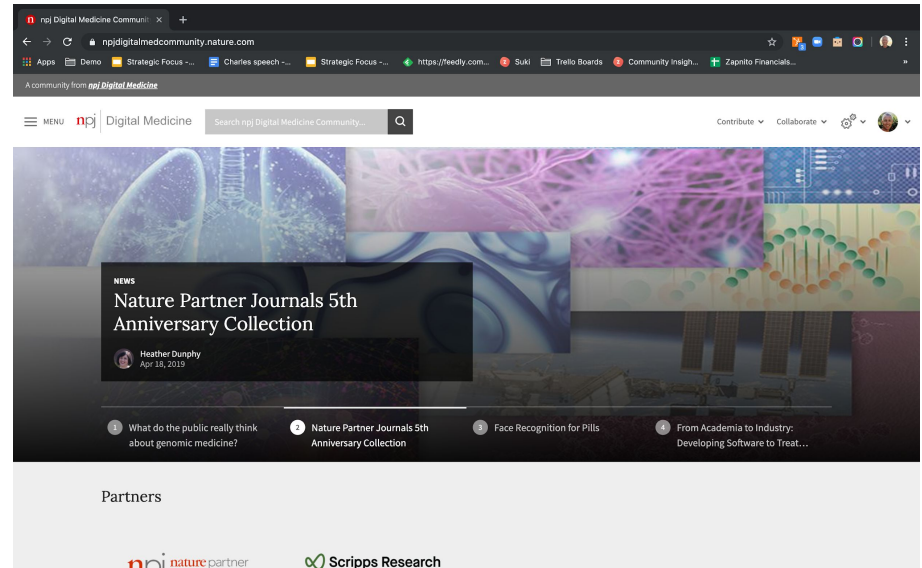 npj Digital Medicine Communit
npjdigitalmedcommunity.nature.com
Apps Demo Strategic Focus -... Charles speech -... Strategic Focus -... https://feedly.com... Suki Trello Boards Community Insigh... Zapnito Financials... »
A community from npj Digital Medicine
MENU npj Digital Medicine Search npj Digital Medicine Community... Contribute Collaborate
NEWS
Nature Partner Journals 5th
Anniversary Collection
Heather Dunphy
Apr 18, 2019
1 What do the public really think
about genomic medicine?
2 Nature Partner Journals 5th
Anniversary Collection
3 Face Recognition for Pills
4 From Academia to Industry:
Developing Software to Treat...
Partners
npj nature partner
Scripps Research